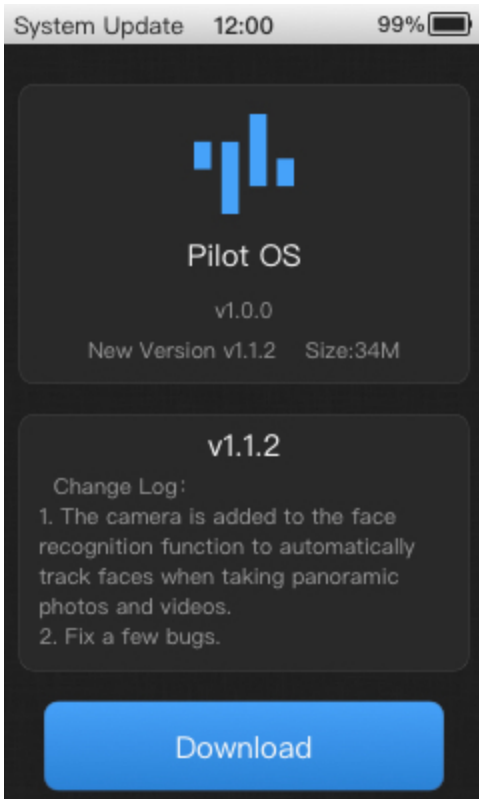 System Update 12:00 99%
Pilot OS
v1.0.0
New Version v1.1.2 Size:34M
v1.1.2
Change Log:
1. The camera is added to the face
recognition function to automatically
track faces when taking panoramic
photos and videos.
2. Fix a few bugs.
Download